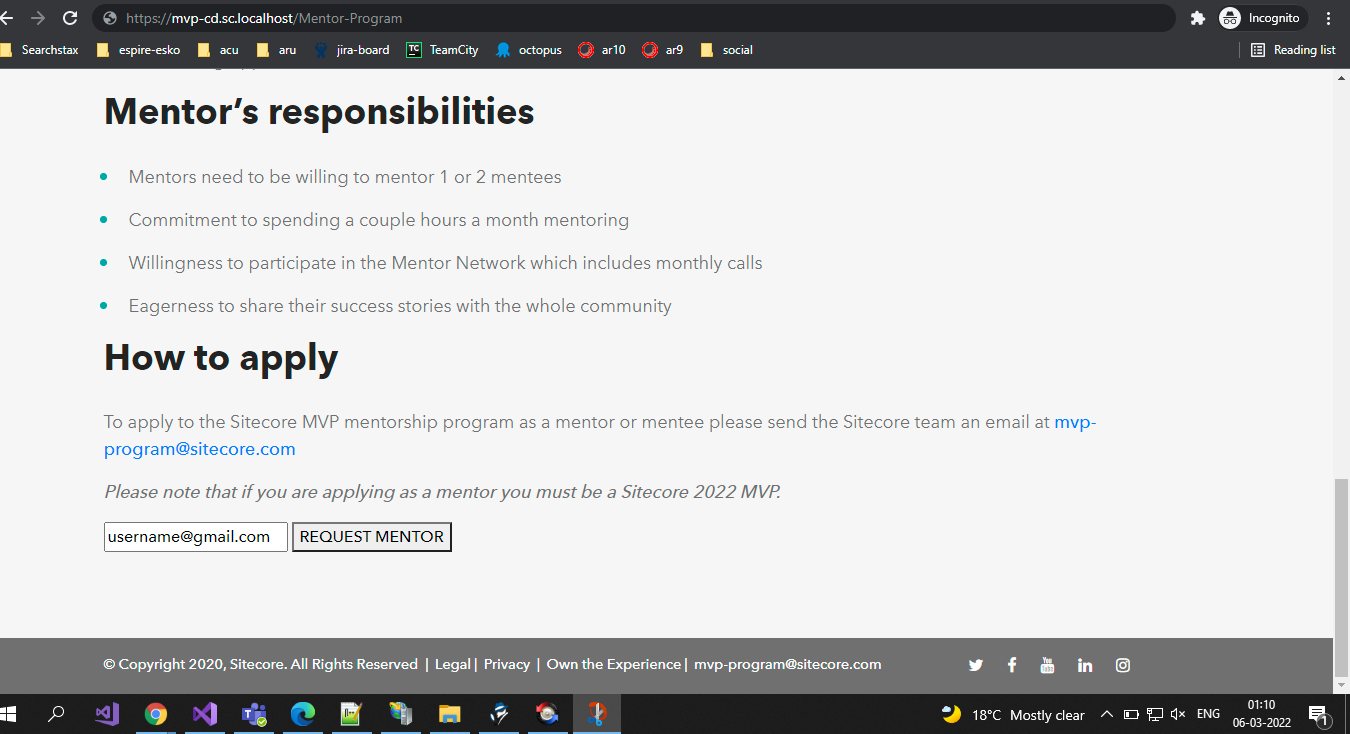 https://mvp-cd.sc.localhost/Mentor-Program
Incognito
Searchstax espire-esko acu aru jira-board TC TeamCity octopus ar10 ar9 social Reading list
Mentor’s responsibilities
Mentors need to be willing to mentor 1 or 2 mentees
Commitment to spending a couple hours a month mentoring
Willingness to participate in the Mentor Network which includes monthly calls
Eagerness to share their success stories with the whole community
How to apply
To apply to the Sitecore MVP mentorship program as a mentor or mentee please send the Sitecore team an email at mvp-
program@sitecore.com
Please note that if you are applying as a mentor you must be a Sitecore 2022 MVP.
username@gmail.com REQUEST MENTOR
© Copyright 2020, Sitecore. All Rights Reserved | Legal | Privacy | Own the Experience | mvp-program@sitecore.com
18°C Mostly clear ENG 01:10
06-03-2022
1